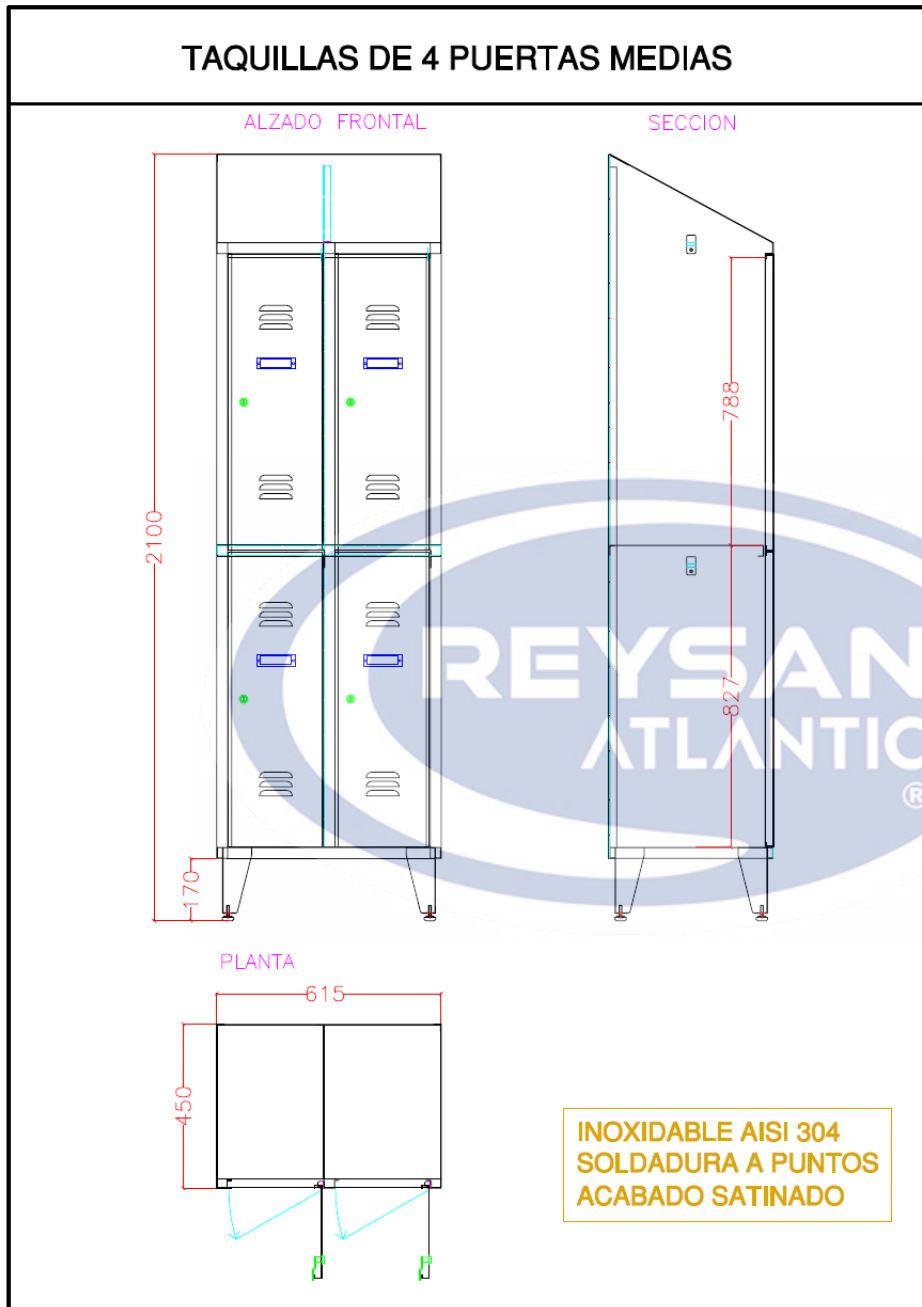 TAQUILLAS DE 4 PUERTAS MEDIAS
ALZADO FRONTAL
SECCION
2100
788
827
170
REYSAN
ATLANTIC
®
PLANTA
615
450
INOXIDABLE AISI 304
SOLDADURA A PUNTOS
ACABADO SATINADO